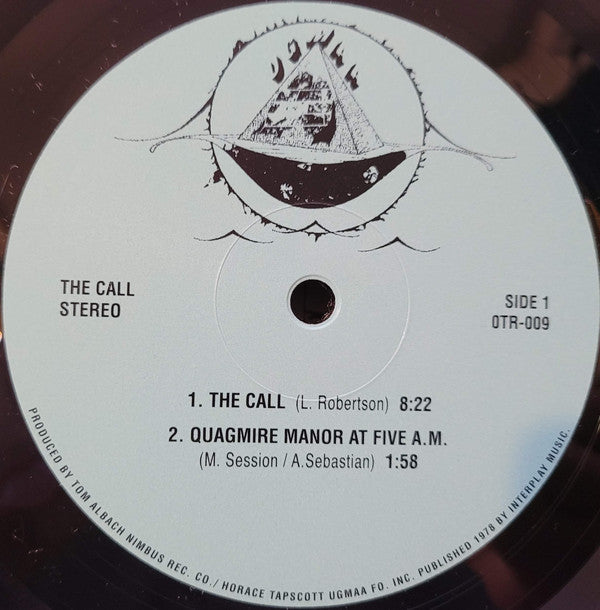 THE CALL
STEREO
SIDE 1
OTR-009
1. THE CALL (L. Robertson) 8:22
2. QUAGMIRE MANOR AT FIVE A.M.
(M. Session / A.Sebastian) 1:58
PRODUCED BY TOM ALBACH NIMBUS REC. CO./ HORACE TAPSCOTT UGMAA FO. INC. PUBLISHED 1978 BY INTERPLAY MUSIC.